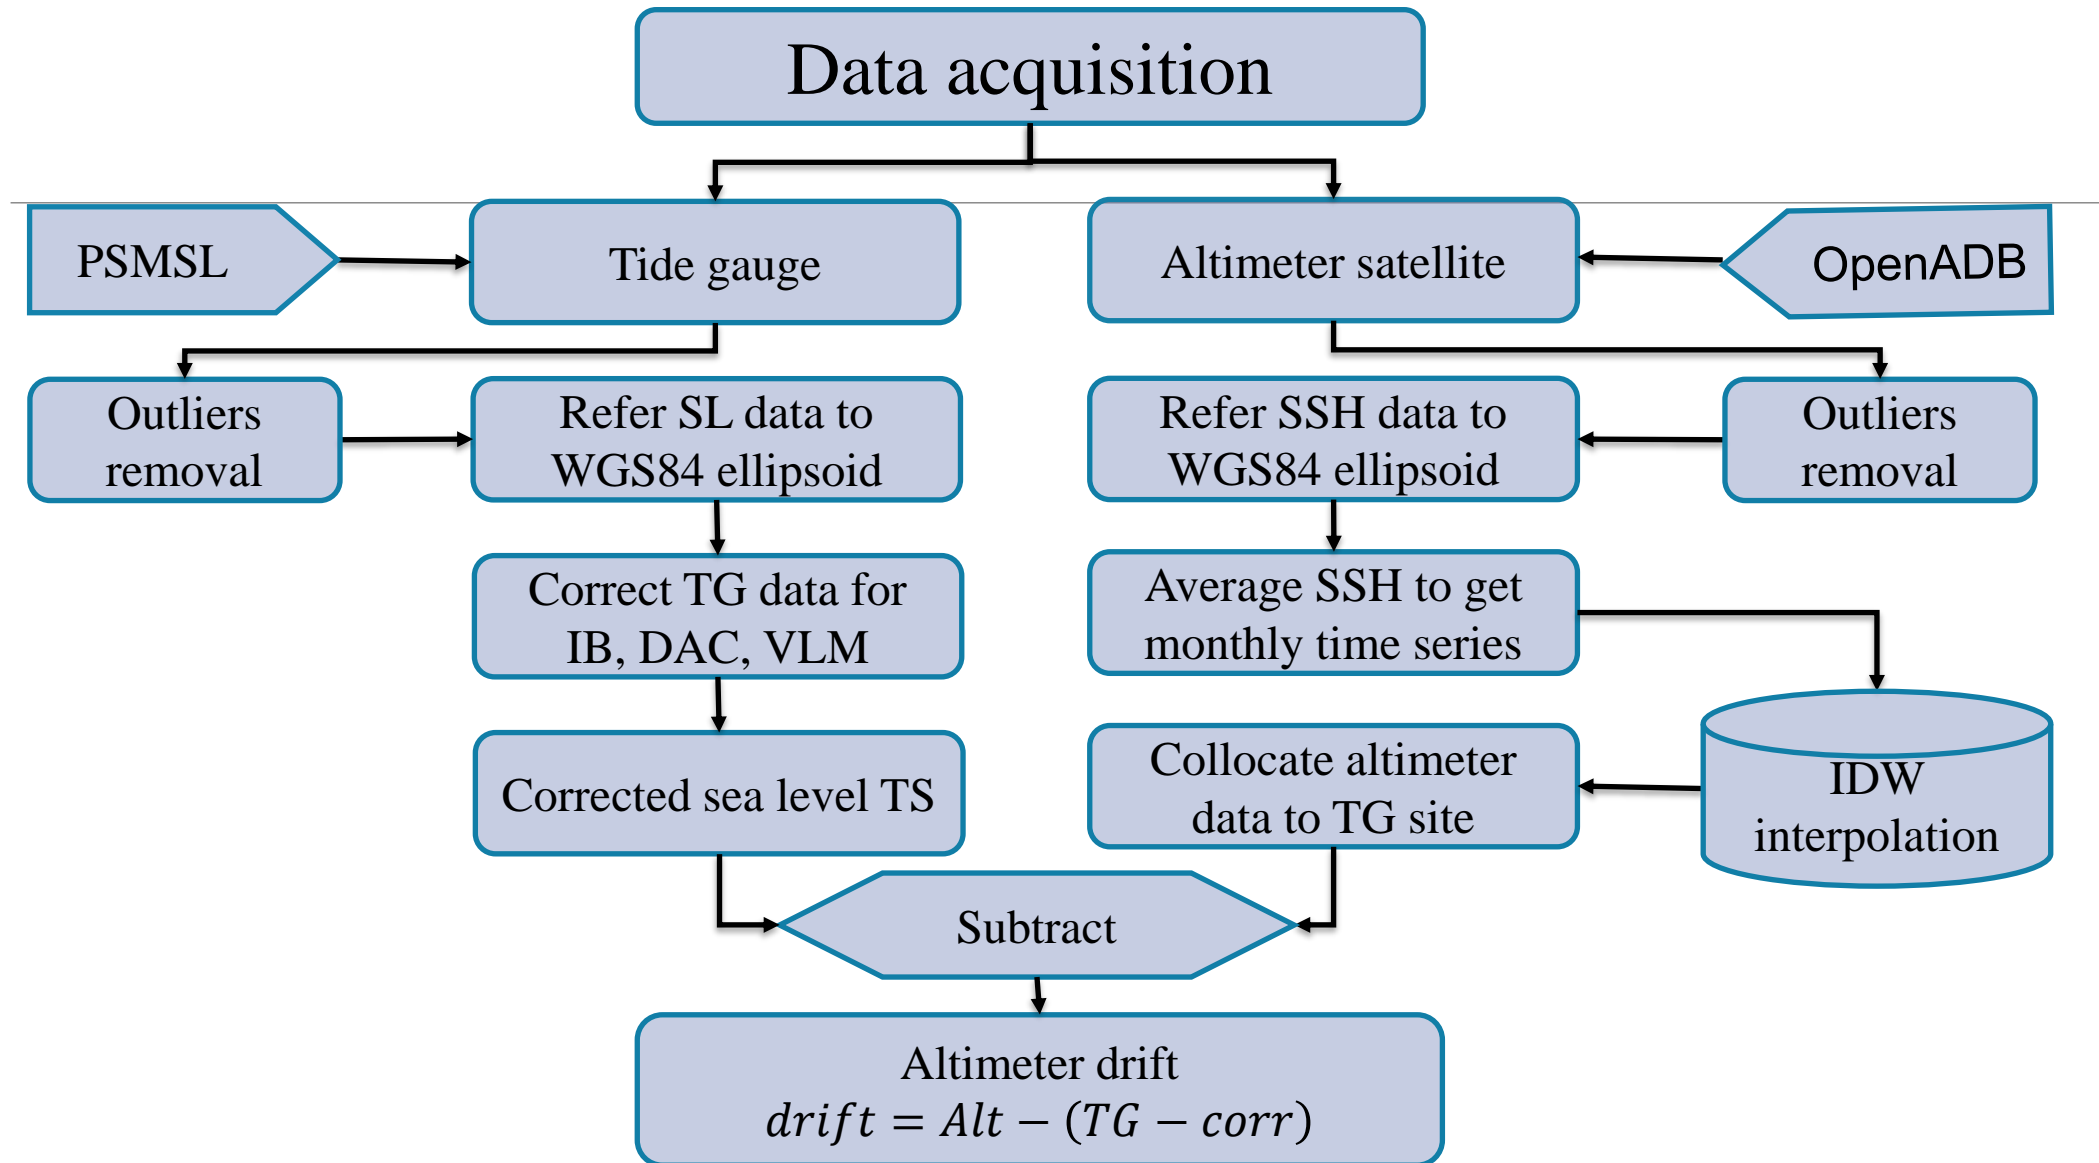 Data acquisition
PSMSL
Tide gauge
Altimeter satellite
OpenADB
Outliers
removal
Refer SL data to
WGS84 ellipsoid
Refer SSH data to
WGS84 ellipsoid
Outliers
removal
Correct TG data for
IB, DAC, VLM
Average SSH to get
monthly time series
Corrected sea level TS
Collocate altimeter
data to TG site
IDW
interpolation
Subtract
Altimeter drift
drift = Alt − (TG − corr)